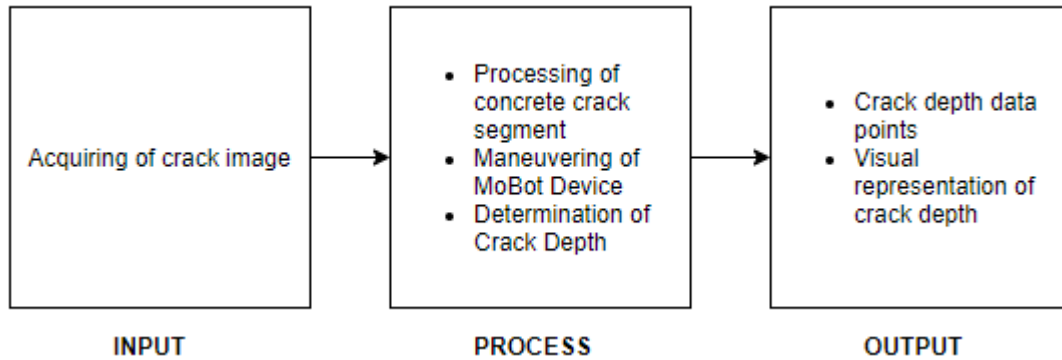 Acquiring of crack image
• Processing of
concrete crack
segment
• Maneuvering of
MoBot Device
• Determination of
Crack Depth
• Crack depth data
points
• Visual
representation of
crack depth
INPUT
PROCESS
OUTPUT